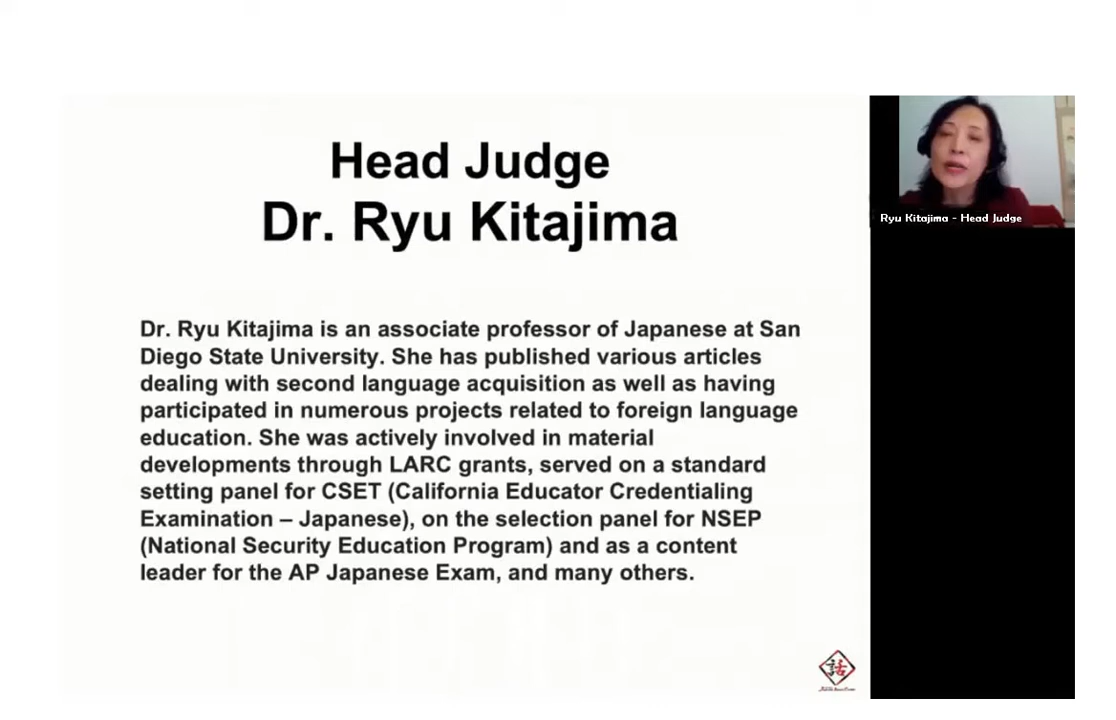 Head Judge
Dr. Ryu Kitajima
Dr. Ryu Kitajima is an associate professor of Japanese at San
Diego State University. She has published various articles
dealing with second language acquisition as well as having
participated in numerous projects related to foreign language
education. She was actively involved in material
developments through LARC grants, served on a standard
setting panel for CSET (California Educator Credentialing
Examination – Japanese), on the selection panel for NSEP
(National Security Education Program) and as a content
leader for the AP Japanese Exam, and many others.
Ryu Kitajima - Head Judge
話